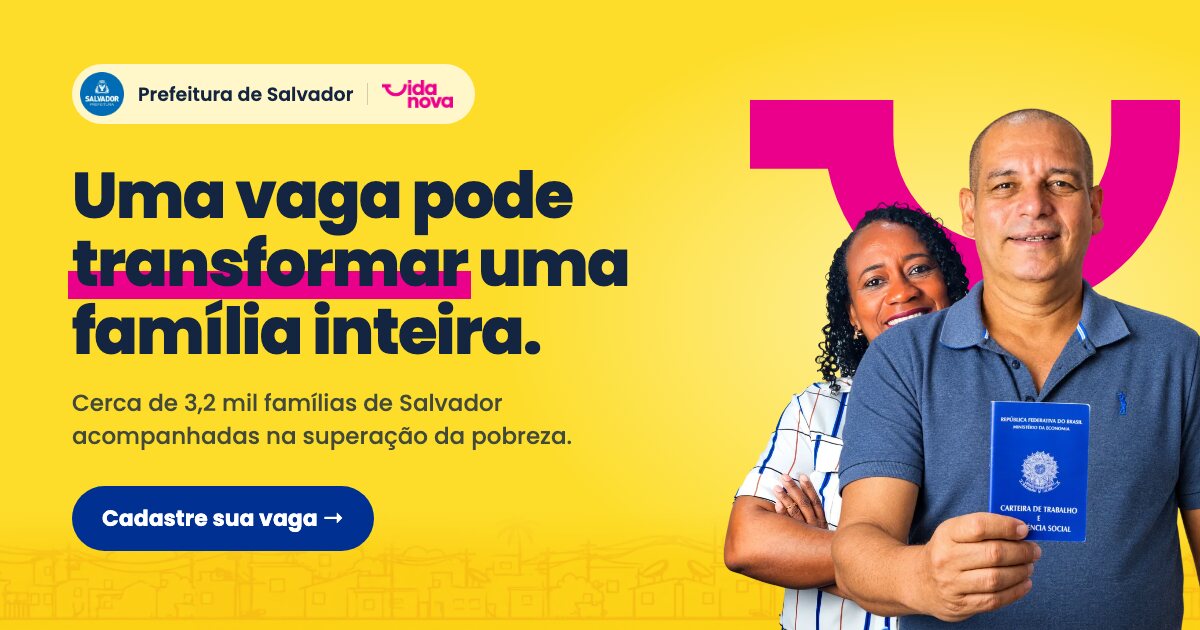 SALVADOR
PREFEITURA
Prefeitura de Salvador
vida
nova
Uma vaga pode
transformar uma
família inteira.
Cerca de 3,2 mil famílias de Salvador
acompanhadas na superação da pobreza.
Cadastre sua vaga →
REPÚBLICA FEDERATIVA DO BRASIL
MINISTÉRIO DA ECONOMIA
CARTEIRA DE TRABALHO
E
ÊNCIA SOCIAL